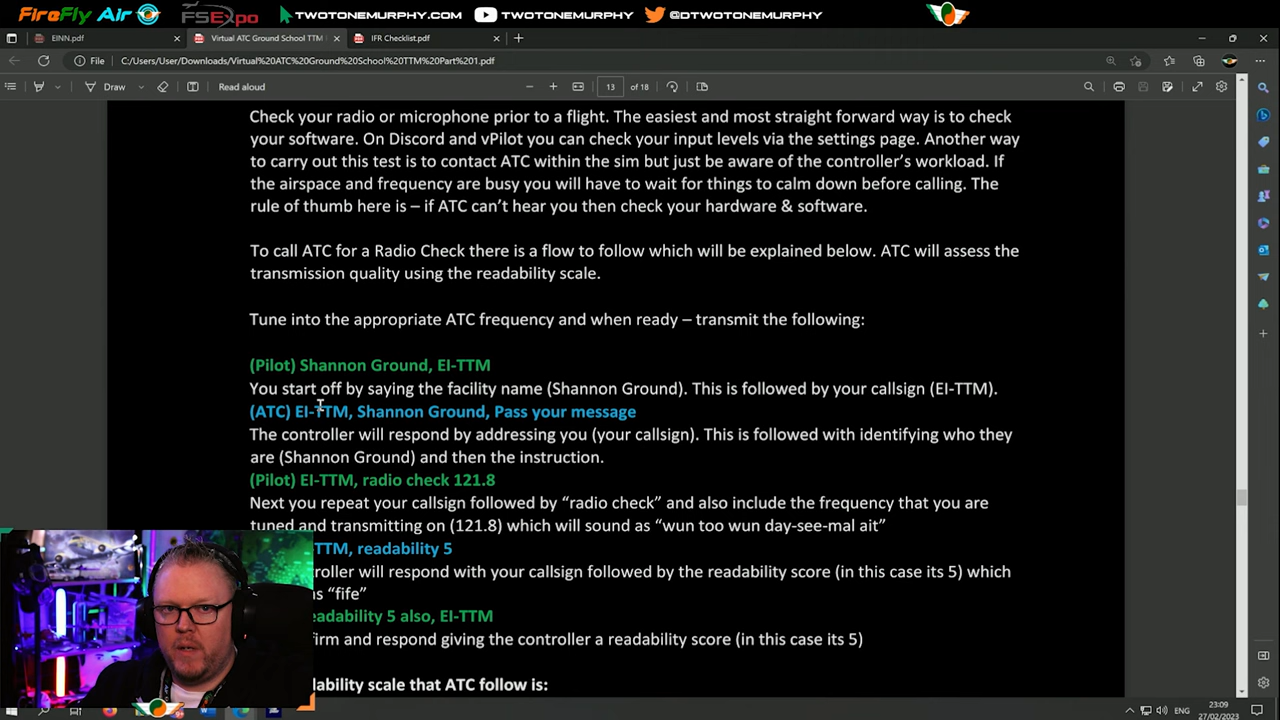 FireFly Air
FSExpo
TWOTONEMURPHY.COM
TWOTONEMURPHY
@DTWOTONEMURPHY
EINN.pdf
Virtual ATC Ground School TTM
IFR Checklist.pdf
File
C:/Users/User/Downloads/Virtual%20ATC%20Ground%20School%20TTM%20Part%201.pdf
Draw
Read aloud
13
of 18
Check your radio or microphone prior to a flight. The easiest and most straight forward way is to check
your software. On Discord and vPilot you can check your input levels via the settings page. Another way
to carry out this test is to contact ATC within the sim but just be aware of the controller's workload. If
the airspace and frequency are busy you will have to wait for things to calm down before calling. The
rule of thumb here is – if ATC can't hear you then check your hardware & software.
To call ATC for a Radio Check there is a flow to follow which will be explained below. ATC will assess the
transmission quality using the readability scale.
Tune into the appropriate ATC frequency and when ready – transmit the following:
(Pilot) Shannon Ground, EI-TTM
You start off by saying the facility name (Shannon Ground). This is followed by your callsign (EI-TTM).
(ATC) EI-TTM, Shannon Ground, Pass your message
The controller will respond by addressing you (your callsign). This is followed with identifying who they
are (Shannon Ground) and then the instruction.
(Pilot) EI-TTM, radio check 121.8
Next you repeat your callsign followed by "radio check" and also include the frequency that you are
tuned and transmitting on (121.8) which will sound as "wun too wun day-see-mal ait"
TTM, readability 5
will respond with your callsign followed by the readability score (in this case its 5) which
as "fife"
5 also, EI-TTM
and respond giving the controller a readability score (in this case its 5)
scale that ATC follow is:
ENG
23:09
27/02/2023